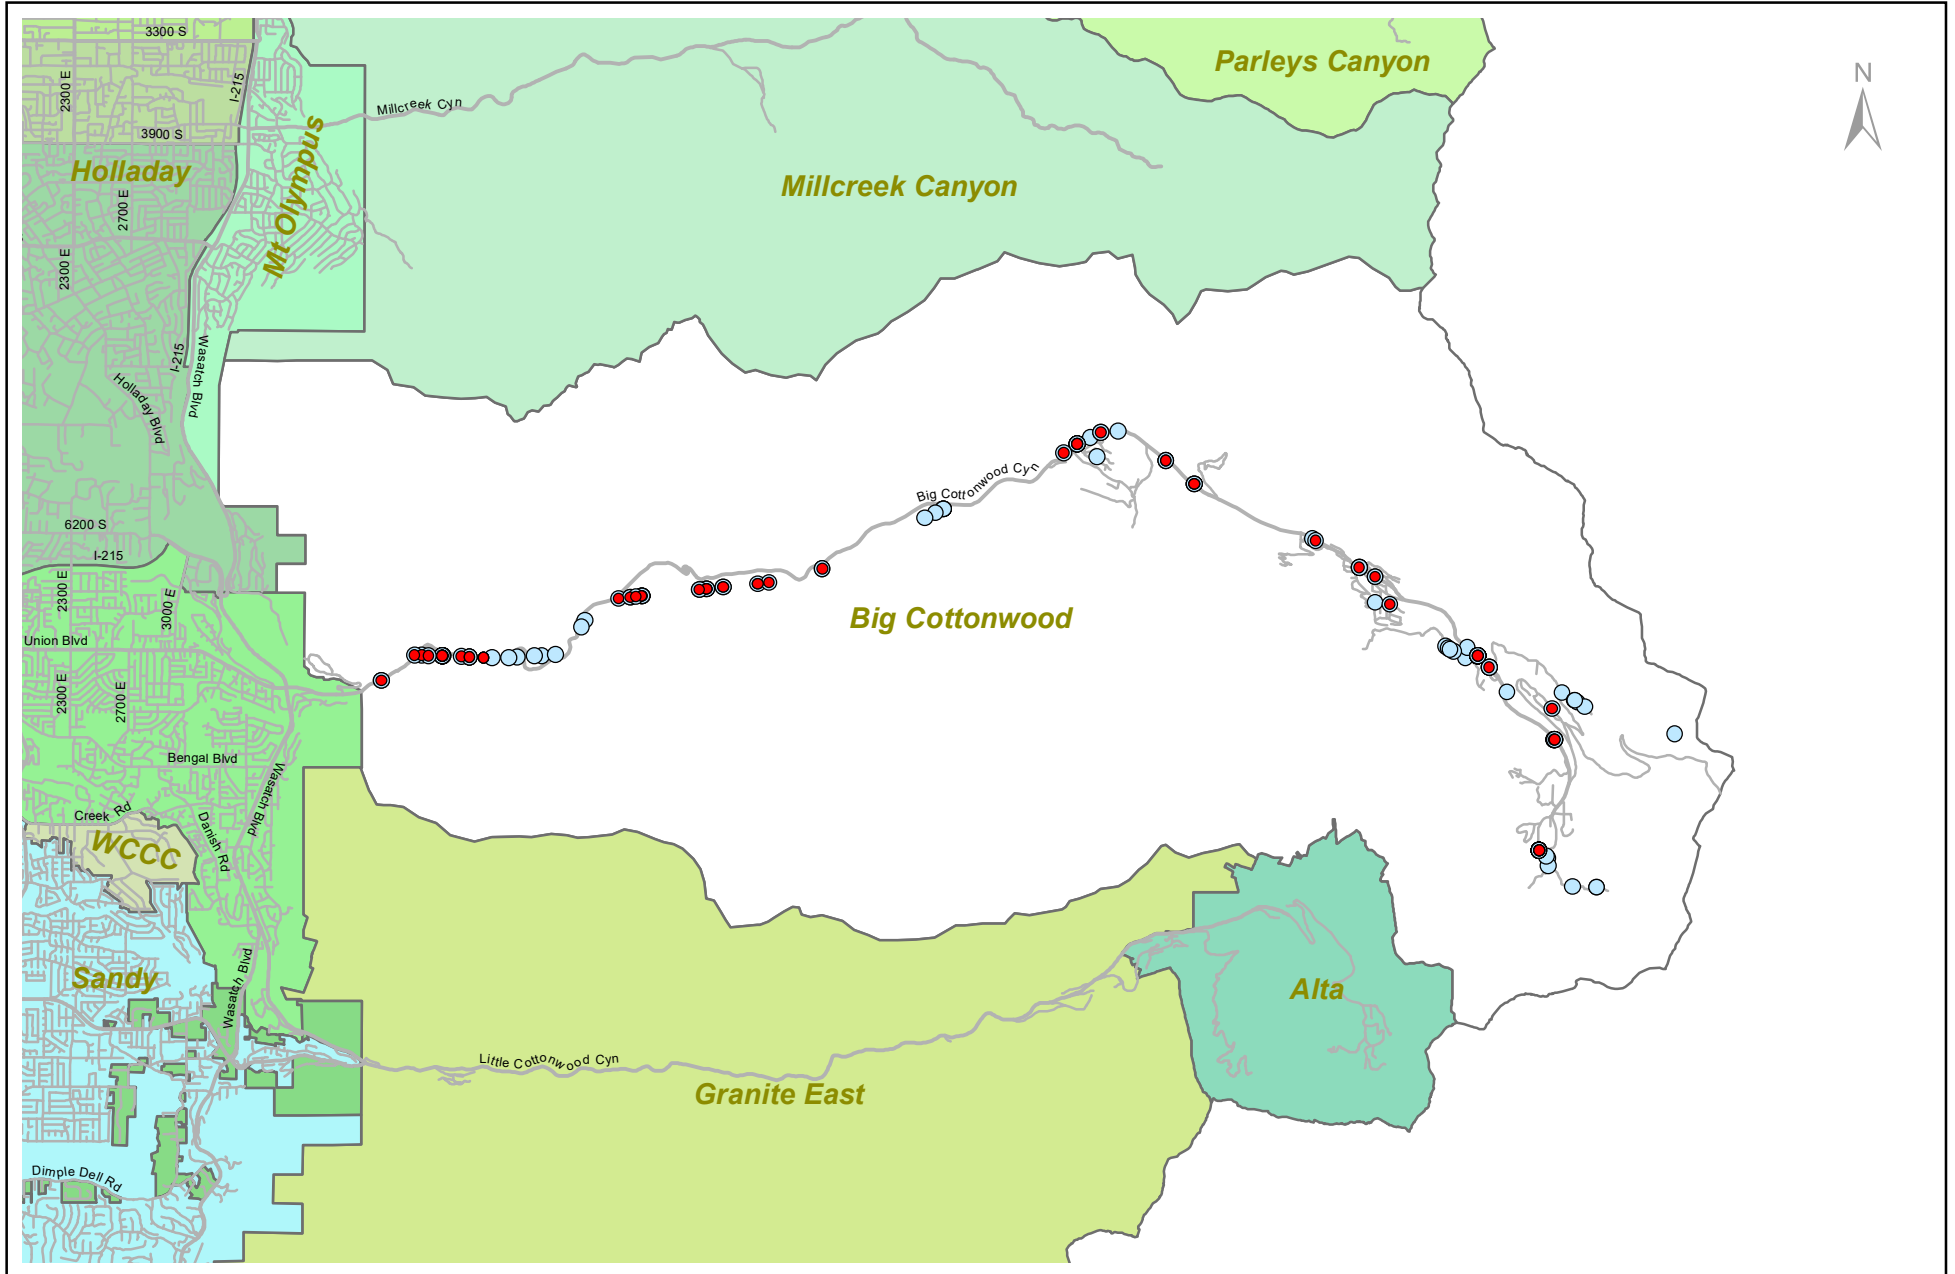 3300 S
Parleys Canyon
N
I-215
2300 E
Millcreek Cyn
3900 S
Holladay
Mt Olympus
Millcreek Canyon
2700 E
2300 E
I-215
Wasatch Blvd
Holladay Blvd
Big Cottonwood Cyn
6200 S
I-215
2300 E
3000 E
Big Cottonwood
Union Blvd
2300 E
2700 E
Bengal Blvd
Wasatch Blvd
Creek Rd
Danish Rd
WCCC
Sandy
Wasatch Blvd
Alta
Little Cottonwood Cyn
Granite East
Dimple Dell Rd